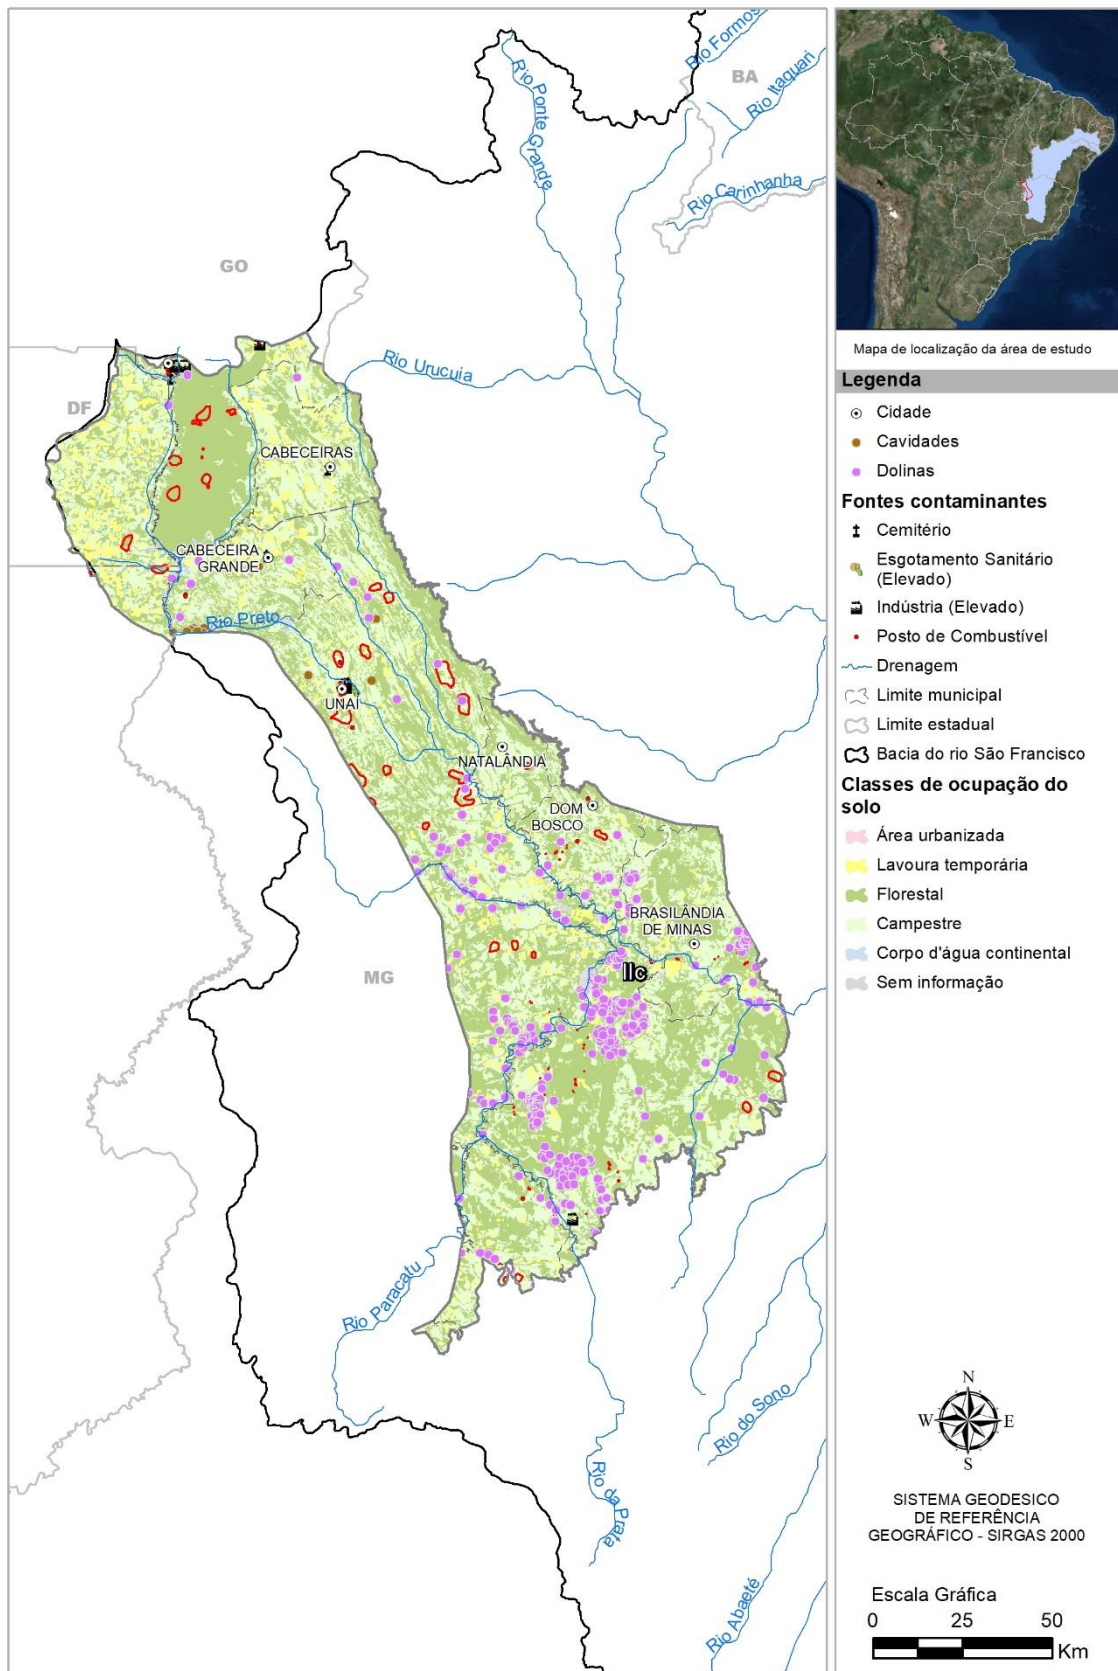 Rio Formos
BA
Rio Itaguari
Rio Ponte Grande
Rio Carinhanha
GO
Rio Urucuia
DF
CABECEIRAS
CABECEIRA
GRANDE
Rio Preto
UNAÍ
NATALÂNDIA
DOM
BOSCO
BRASILÂNDIA
DE MINAS
IIc
MG
Rio Paracatu
Rio do Sono
Rio da Prata
Rio Abaeté
Mapa de localização da área de estudo
Legenda
Cidade
Cavidades
Dolinas
Fontes contaminantes
Cemitério
Esgotamento Sanitário
(Elevado)
Indústria (Elevado)
Posto de Combustível
Drenagem
Limite municipal
Limite estadual
Bacia do rio São Francisco
Classes de ocupação do
solo
Área urbanizada
Lavoura temporária
Florestal
Campestre
Corpo d'água continental
Sem informação
N
W E
S
SISTEMA GEODESICO
DE REFERÊNCIA
GEOGRÁFICO - SIRGAS 2000
Escala Gráfica
0 25 50
Km